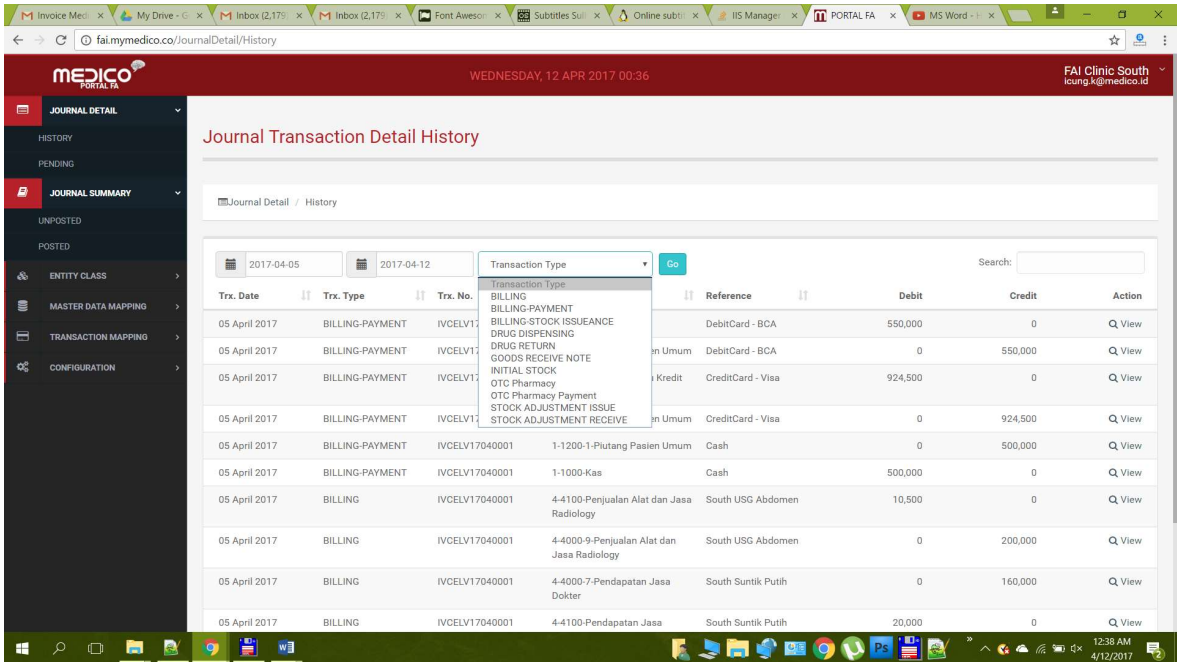 Invoice Medi
My Drive - G
Inbox (2,179
Inbox (2,179
Font Aweson
Subtitles Sul
Online subti
IIS Manager
PORTAL FA
MS Word - H
fai.mymedico.co/JournalDetail/History
MEDICO
PORTAL FA
WEDNESDAY, 12 APR 2017 00:36
FAI Clinic South
icung.k@medico.id
JOURNAL DETAIL
HISTORY
PENDING
JOURNAL SUMMARY
UNPOSTED
POSTED
ENTITY CLASS
MASTER DATA MAPPING
TRANSACTION MAPPING
CONFIGURATION
Journal Transaction Detail History
Journal Detail / History
2017-04-05 2017-04-12 Transaction Type Go Search:
Transaction Type
BILLING
BILLING-PAYMENT
BILLING-STOCK ISSUEANCE
DRUG DISPENSING
DRUG RETURN
GOODS RECEIVE NOTE
INITIAL STOCK
OTC Pharmacy
OTC Pharmacy Payment
STOCK ADJUSTMENT ISSUE
STOCK ADJUSTMENT RECEIVE
Trx. Date Trx. Type Trx. No. Reference Debit Credit Action
05 April 2017 BILLING-PAYMENT IVCELV17 DebitCard - BCA 550,000 0 View
05 April 2017 BILLING-PAYMENT IVCELV17 en Umum DebitCard - BCA 0 550,000 View
05 April 2017 BILLING-PAYMENT IVCELV17 Kredit CreditCard - Visa 924,500 0 View
05 April 2017 BILLING-PAYMENT IVCELV17 en Umum CreditCard - Visa 0 924,500 View
05 April 2017 BILLING-PAYMENT IVCELV17040001 1-1200-1-Piutang Pasien Umum Cash 0 500,000 View
05 April 2017 BILLING-PAYMENT IVCELV17040001 1-1000-Kas Cash 500,000 0 View
05 April 2017 BILLING IVCELV17040001 4-4100-Penjualan Alat dan Jasa South USG Abdomen 10,500 0 View
Radiology
05 April 2017 BILLING IVCELV17040001 4-4000-9-Penjualan Alat dan South USG Abdomen 0 200,000 View
Jasa Radiology
05 April 2017 BILLING IVCELV17040001 4-4000-7-Pendapatan Jasa South Suntik Putih 0 160,000 View
Dokter
05 April 2017 BILLING IVCELV17040001 4-4100-Pendapatan Jasa South Suntik Putih 20,000 0 View
12:38 AM
4/12/2017